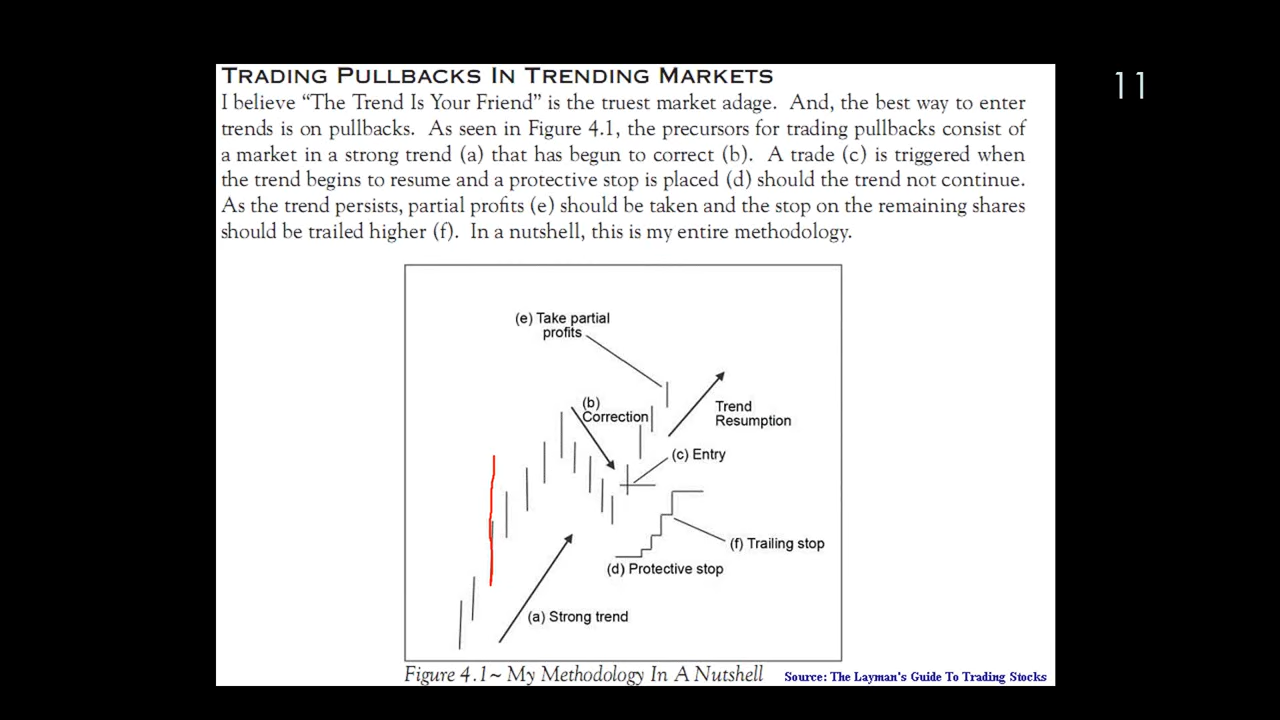 11
TRADING PULLBACKS IN TRENDING MARKETS
I believe “The Trend Is Your Friend” is the truest market adage. And, the best way to enter
trends is on pullbacks. As seen in Figure 4.1, the precursors for trading pullbacks consist of
a market in a strong trend (a) that has begun to correct (b). A trade (c) is triggered when
the trend begins to resume and a protective stop is placed (d) should the trend not continue.
As the trend persists, partial profits (e) should be taken and the stop on the remaining shares
should be trailed higher (f). In a nutshell, this is my entire methodology.
(e) Take partial
profits
(b)
Correction
Trend
Resumption
(c) Entry
(f) Trailing stop
(d) Protective stop
(a) Strong trend
Figure 4.1~ My Methodology In A Nutshell
Source: The Layman's Guide To Trading Stocks